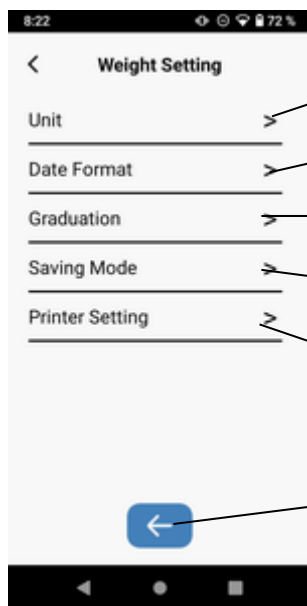 8:22 72 %
Weight Setting
Unit >
Date Format >
Graduation >
Saving Mode >
Printer Setting >